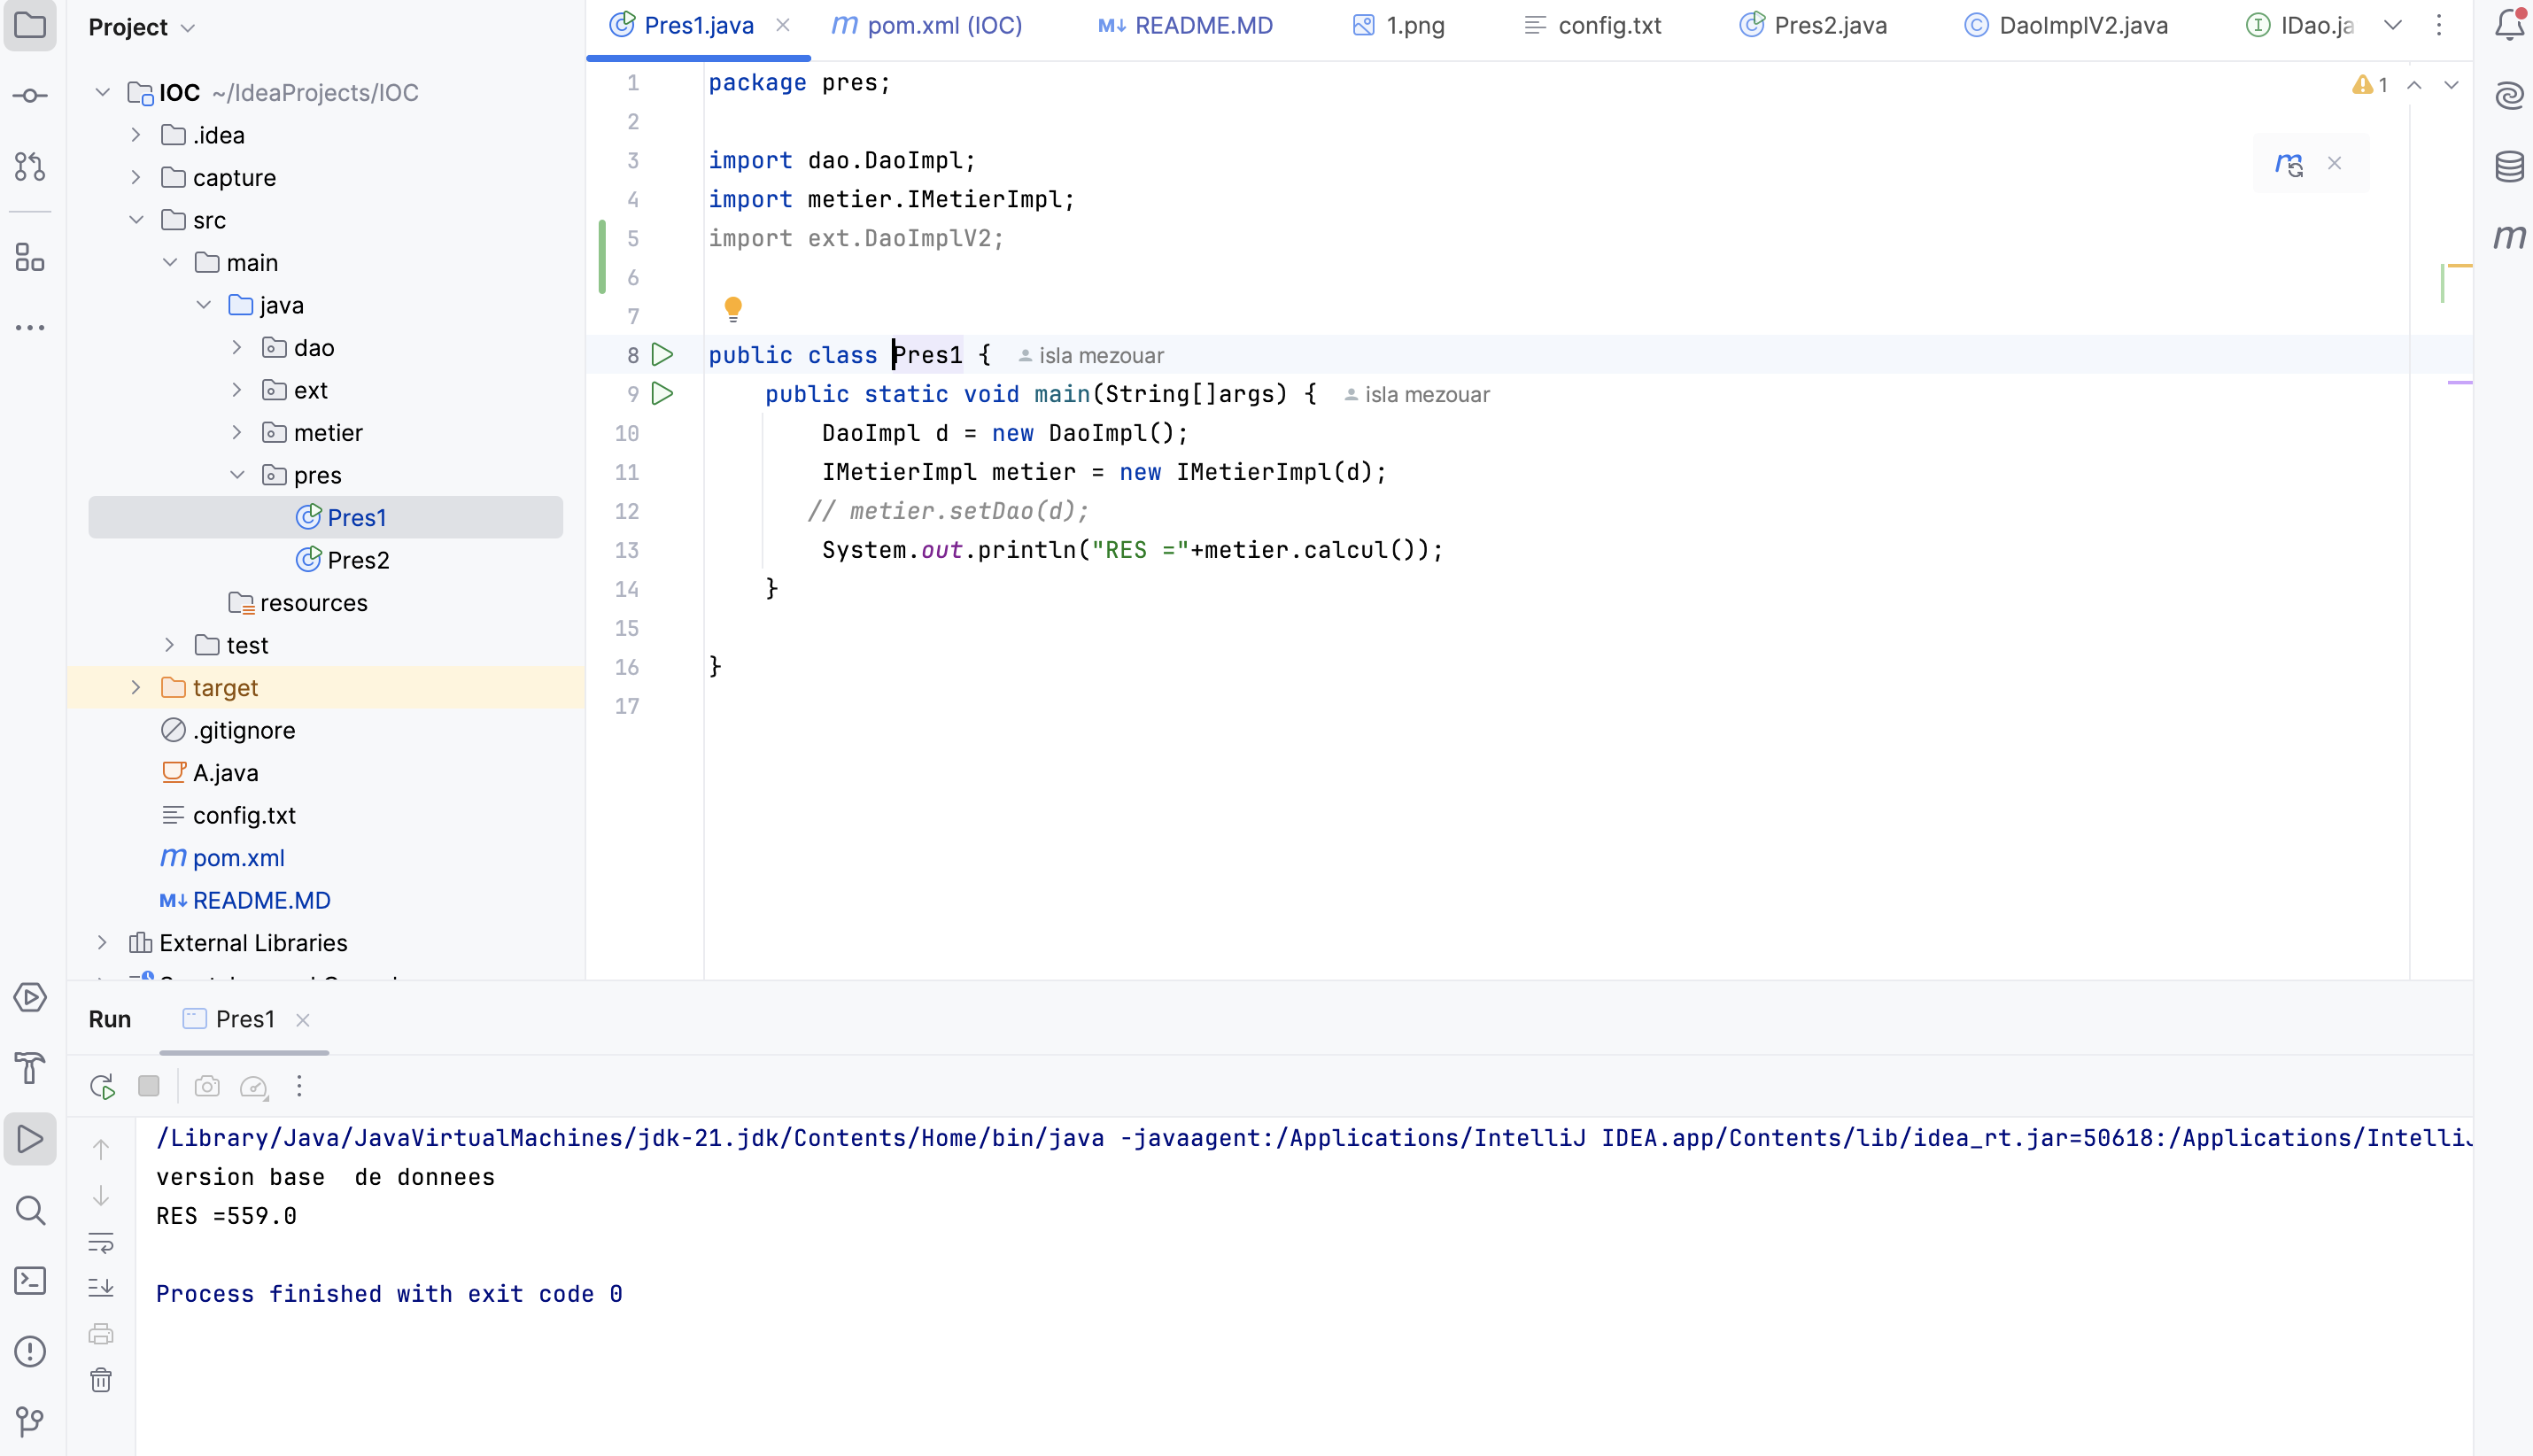 Project
Pres1.java
pom.xml (IOC)
README.MD
1.png
config.txt
Pres2.java
DaoImplV2.java
IDao.ja
IOC ~/IdeaProjects/IOC
.idea
capture
src
main
java
dao
ext
metier
pres
Pres1
Pres2
resources
test
target
.gitignore
A.java
config.txt
pom.xml
README.MD
External Libraries
1
1 package pres;
2
3 import dao.DaoImpl;
4 import metier.IMetierImpl;
5 import ext.DaoImplV2;
6
7
8 public class Pres1 { isla mezouar
9 public static void main(String[]args) { isla mezouar
10 DaoImpl d = new DaoImpl();
11 IMetierImpl metier = new IMetierImpl(d);
12 // metier.setDao(d);
13 System.out.println("RES ="+metier.calcul());
14 }
15
16 }
17
Run
Pres1
/Library/Java/JavaVirtualMachines/jdk-21.jdk/Contents/Home/bin/java -javaagent:/Applications/IntelliJ IDEA.app/Contents/lib/idea_rt.jar=50618:/Applications/IntelliJ
version base  de donnees
RES =559.0
Process finished with exit code 0